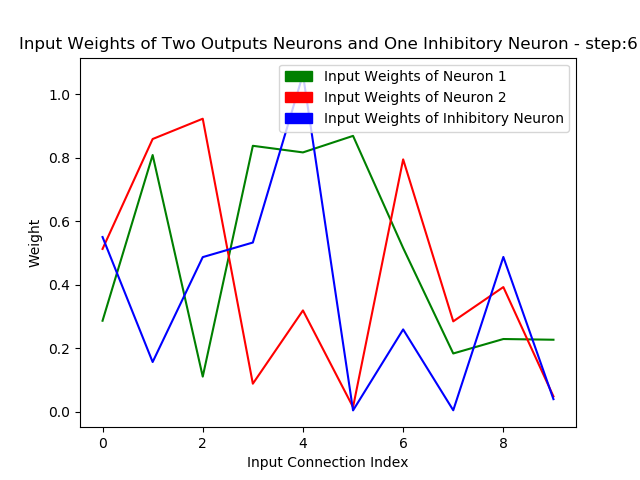 Input Weights of Two Outputs Neurons and One Inhibitory Neuron - step:6
Input Weights of Neuron 1
Input Weights of Neuron 2
Input Weights of Inhibitory Neuron
Weight
1.0
0.8
0.6
0.4
0.2
0.0
0 2 4 6 8
Input Connection Index